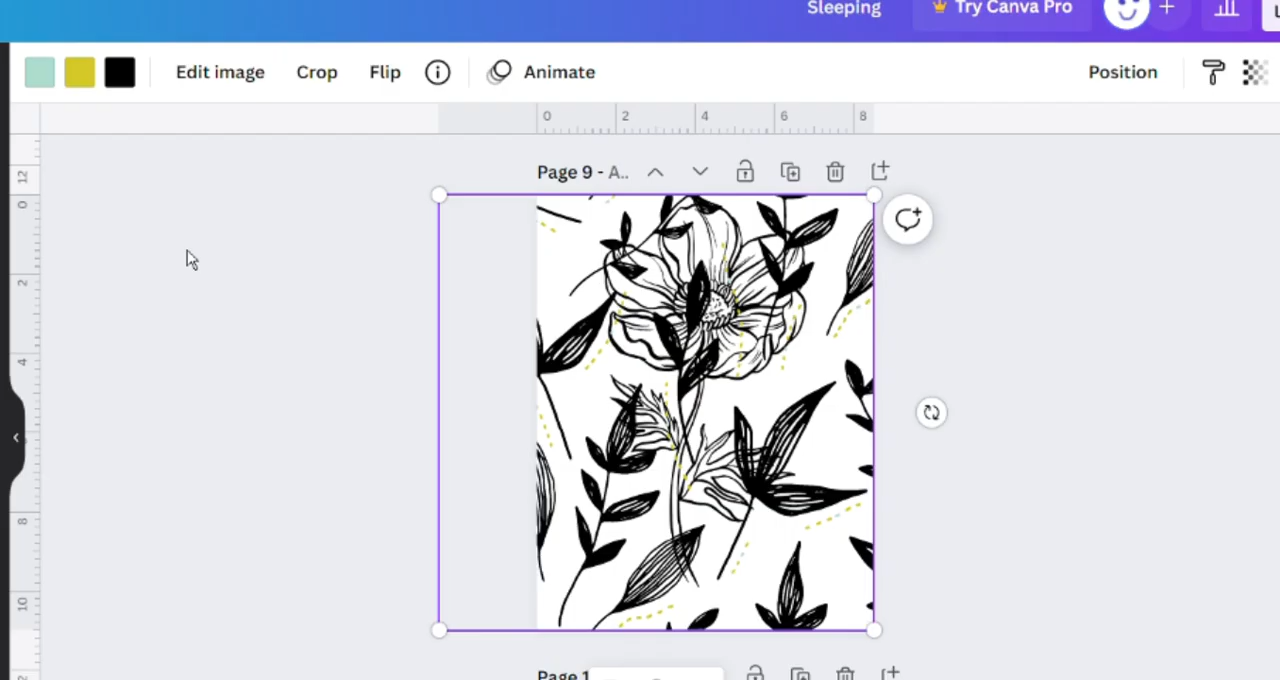 Sleeping
Try Canva Pro
Edit image
Crop
Flip
Animate
Position
0
2
4
6
8
12
0
2
4
8
10
Page 9 - A..
Page 1